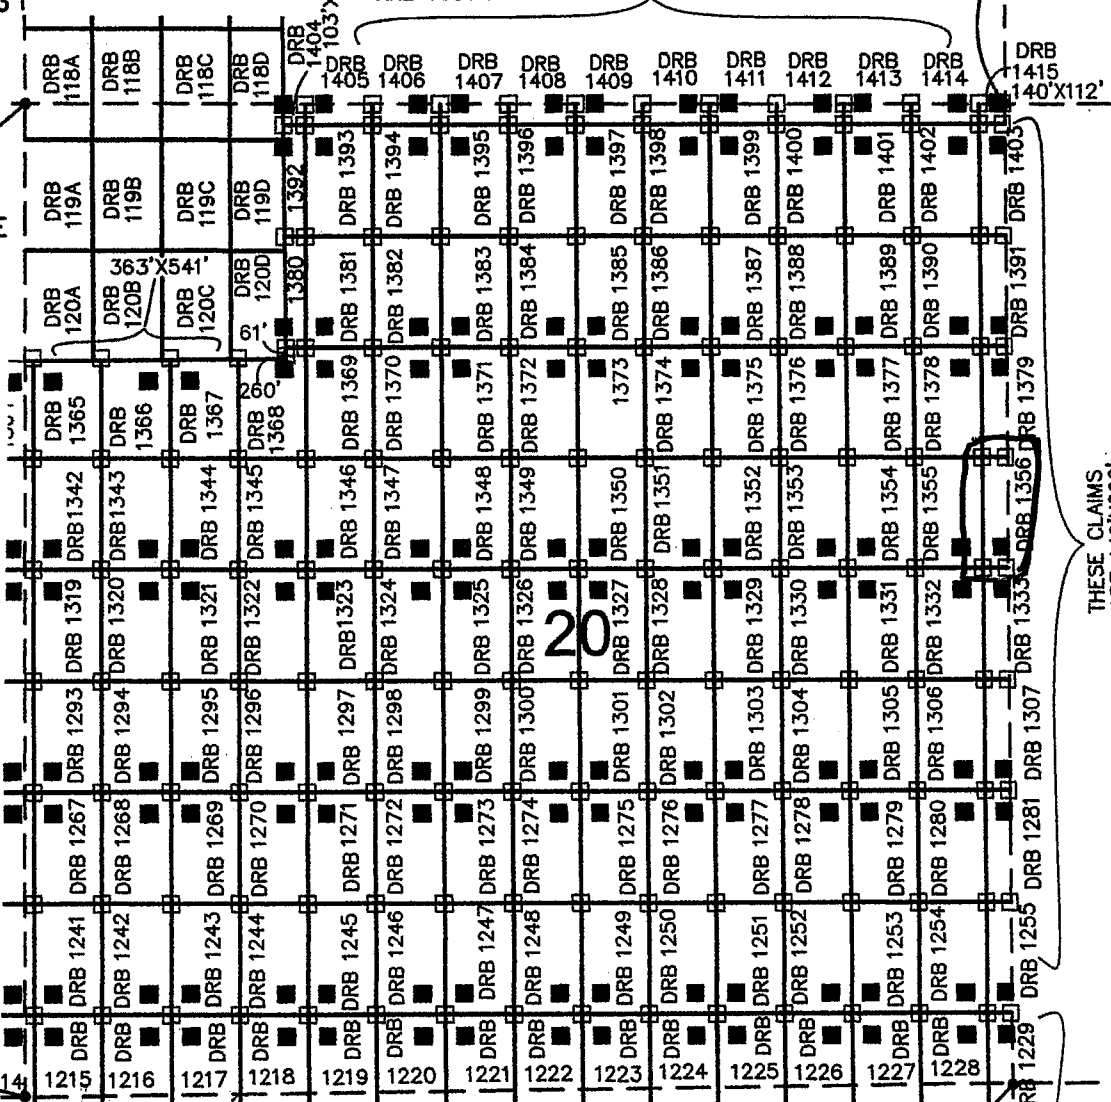 DRB 1404 103'X
DRB 118A DRB 118B DRB 118C DRB 118D
DRB 1405 DRB 1406 DRB 1407 DRB 1408 DRB 1409 DRB 1410 DRB 1411 DRB 1412 DRB 1413 DRB 1414 DRB 1415
140'X112'
DRB 119A DRB 119B DRB 119C DRB 119D
1392 DRB 1393 DRB 1394 DRB 1395 DRB 1396 DRB 1397 DRB 1398 DRB 1399 DRB 1400 DRB 1401 DRB 1402 DRB 1403
363'X541'
DRB 120A DRB 120B DRB 120C DRB 120D
1380 DRB 1381 DRB 1382 DRB 1383 DRB 1384 DRB 1385 DRB 1386 DRB 1387 DRB 1388 DRB 1389 DRB 1390 DRB 1391
61'
260'
DRB 1365 DRB 1366 DRB 1367 DRB 1368 DRB 1369 DRB 1370 DRB 1371 DRB 1372 1373 DRB 1374 DRB 1375 DRB 1376 DRB 1377 DRB 1378 DRB 1379
DRB 1342 DRB 1343 DRB 1344 DRB 1345 DRB 1346 DRB 1347 DRB 1348 DRB 1349 DRB 1350 DRB 1351 DRB 1352 DRB 1353 DRB 1354 DRB 1355 DRB 1356
THESE CLAIMS
DRB 1319 DRB 1320 DRB 1321 DRB 1322 DRB1323 DRB 1324 DRB 1325 DRB 1326 DRB 1327 DRB 1328 DRB 1329 DRB 1330 DRB 1331 DRB 1332 DRB 1333
20
DRB 1293 DRB 1294 DRB 1295 DRB 1296 DRB 1297 DRB 1298 DRB 1299 DRB 1300 DRB 1301 DRB 1302 DRB 1303 DRB 1304 DRB 1305 DRB 1306 DRB 1307
DRB 1267 DRB 1268 DRB 1269 DRB 1270 DRB 1271 DRB 1272 DRB 1273 DRB 1274 DRB 1275 DRB 1276 DRB 1277 DRB 1278 DRB 1279 DRB 1280 DRB 1281
DRB 1241 DRB 1242 DRB 1243 DRB 1244 DRB 1245 DRB 1246 DRB 1247 DRB 1248 DRB 1249 DRB 1250 DRB 1251 DRB 1252 DRB 1253 DRB 1254 DRB 1255
DRB 1215 DRB 1216 DRB 1217 DRB 1218 DRB 1219 DRB 1220 DRB 1221 DRB 1222 DRB 1223 DRB 1224 DRB 1225 DRB 1226 DRB 1227 DRB 1228 DRB 1229